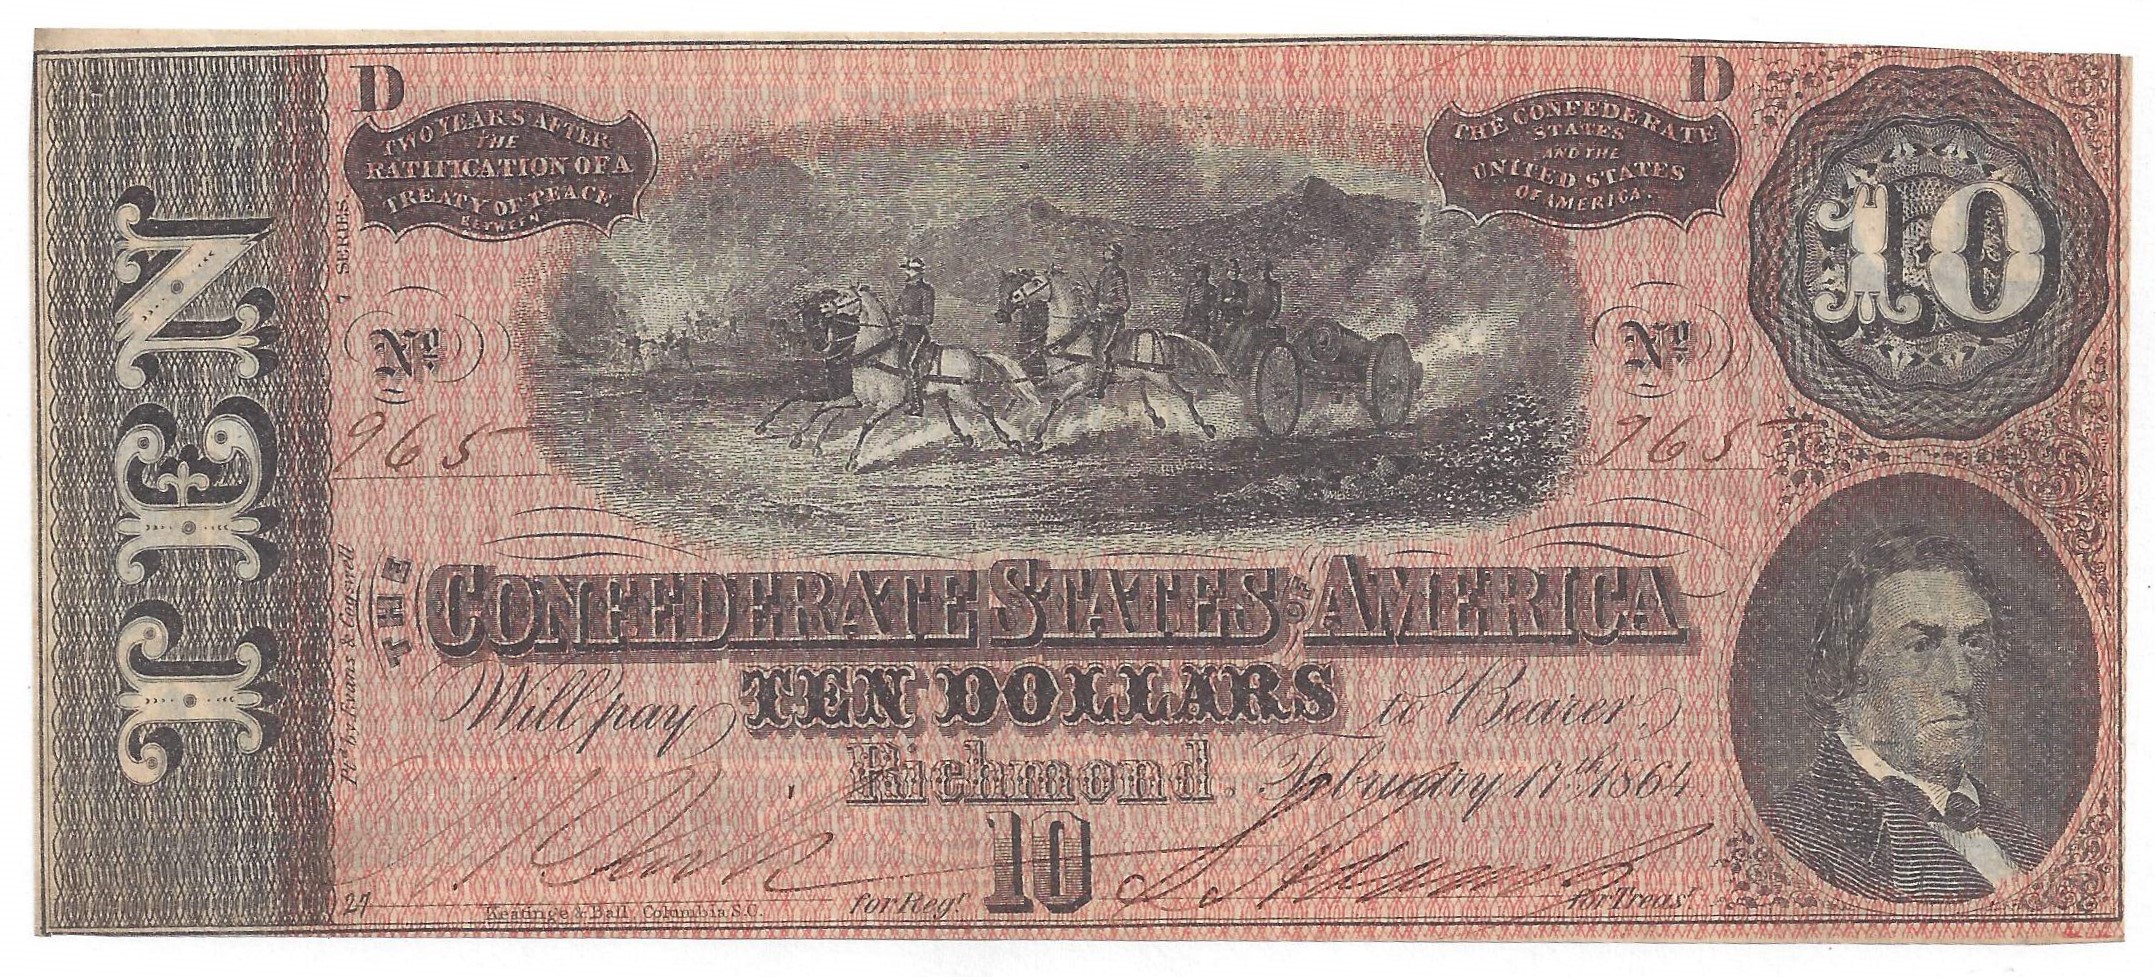 TEN
D
TWO YEARS AFTER
THE
RATIFICATION OF A
TREATY OF PEACE
BETWEEN
D
THE CONFEDERATE
STATES
AND THE
UNITED STATES
OF AMERICA.
10
7 SERIES.
No
965
No
965
THE CONFEDERATE STATES OF AMERICA
Will pay TEN DOLLARS to Bearer,
Richmond. February 17th 1864.
10
for Regr.
for Treasr.
27
Keatinge & Ball, Columbia, S.C.